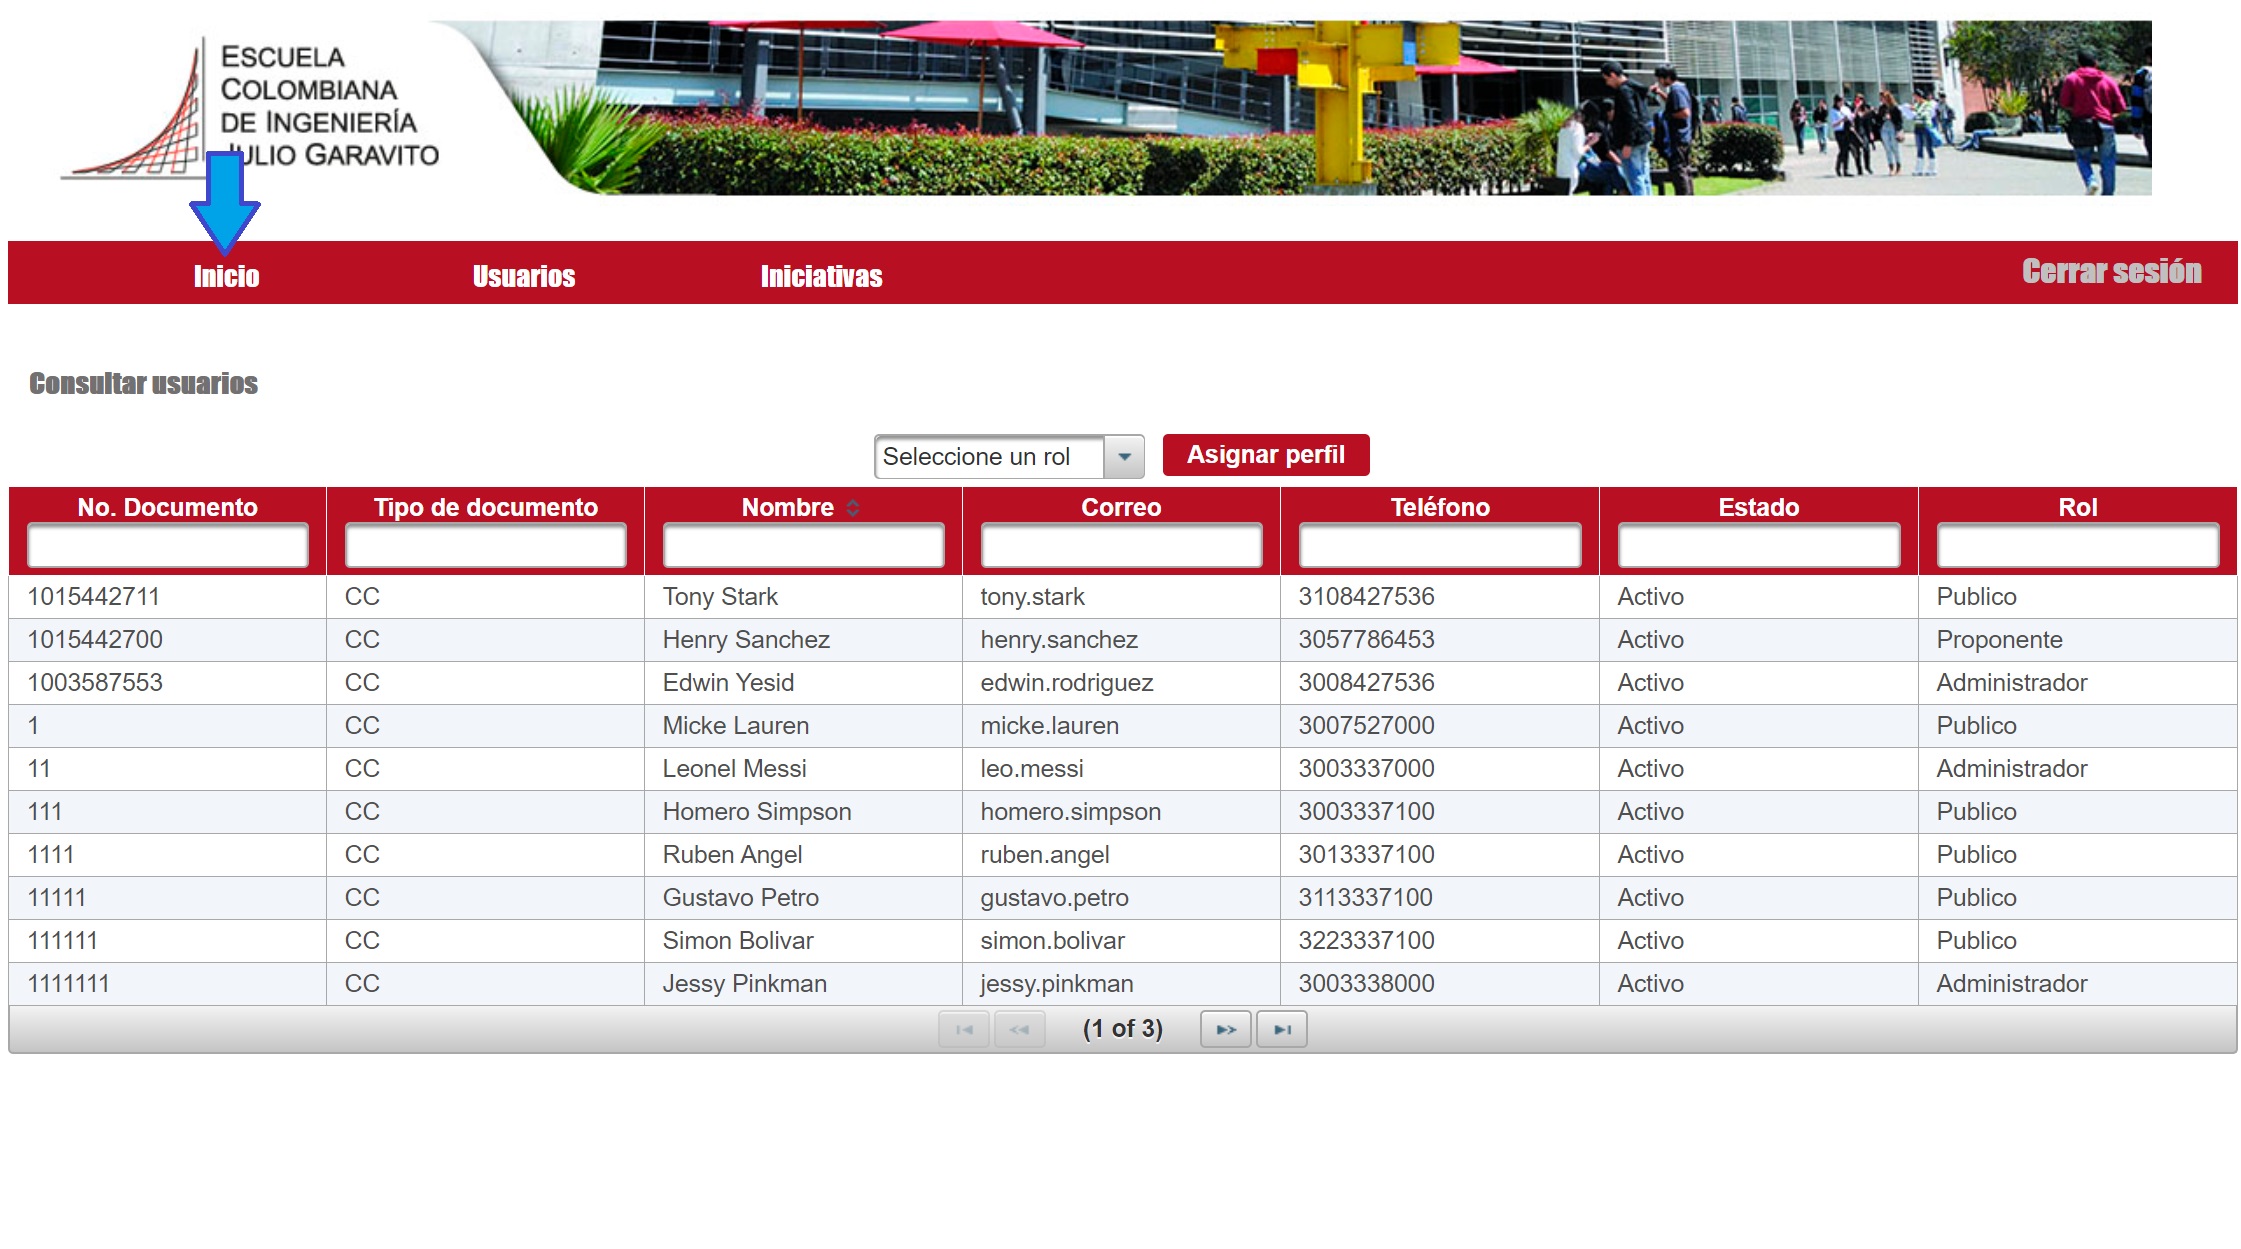 ESCUELA
COLOMBIANA
DE INGENIERÍA
JULIO GARAVITO
Inicio Usuarios Iniciativas Cerrar sesión
Consultar usuarios
Seleccione un rol Asignar perfil
No. Documento Tipo de documento Nombre Correo Teléfono Estado Rol
1015442711 CC Tony Stark tony.stark 3108427536 Activo Publico
1015442700 CC Henry Sanchez henry.sanchez 3057786453 Activo Proponente
1003587553 CC Edwin Yesid edwin.rodriguez 3008427536 Activo Administrador
1 CC Micke Lauren micke.lauren 3007527000 Activo Publico
11 CC Leonel Messi leo.messi 3003337000 Activo Administrador
111 CC Homero Simpson homero.simpson 3003337100 Activo Publico
1111 CC Ruben Angel ruben.angel 3013337100 Activo Publico
11111 CC Gustavo Petro gustavo.petro 3113337100 Activo Publico
111111 CC Simon Bolivar simon.bolivar 3223337100 Activo Publico
1111111 CC Jessy Pinkman jessy.pinkman 3003338000 Activo Administrador
(1 of 3)